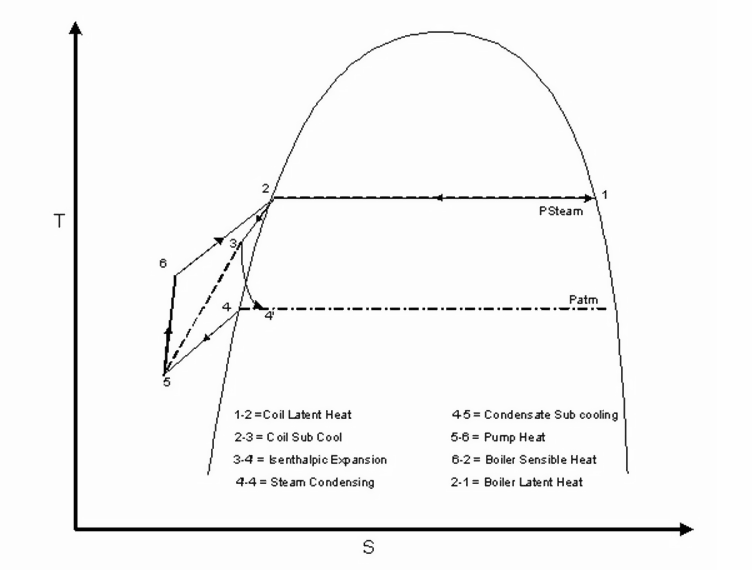 T
2
1
PSteam
3
6
4
4'
Patm
5
1-2 =Coil Latent Heat
2-3 = Coil Sub Cool
3-4' = Isenthalpic Expansion
4'-4 = Steam Condensing
4-5 = Condensate Sub cooling
5-6 = Pump Heat
6-2 = Boiler Sensible Heat
2-1 = Boiler Latent Heat
S